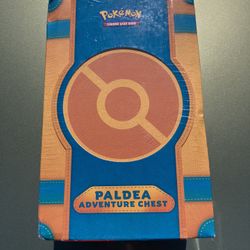 POKéMON
TRADING CARD GAME
PALDEA
ADVENTURE CHEST